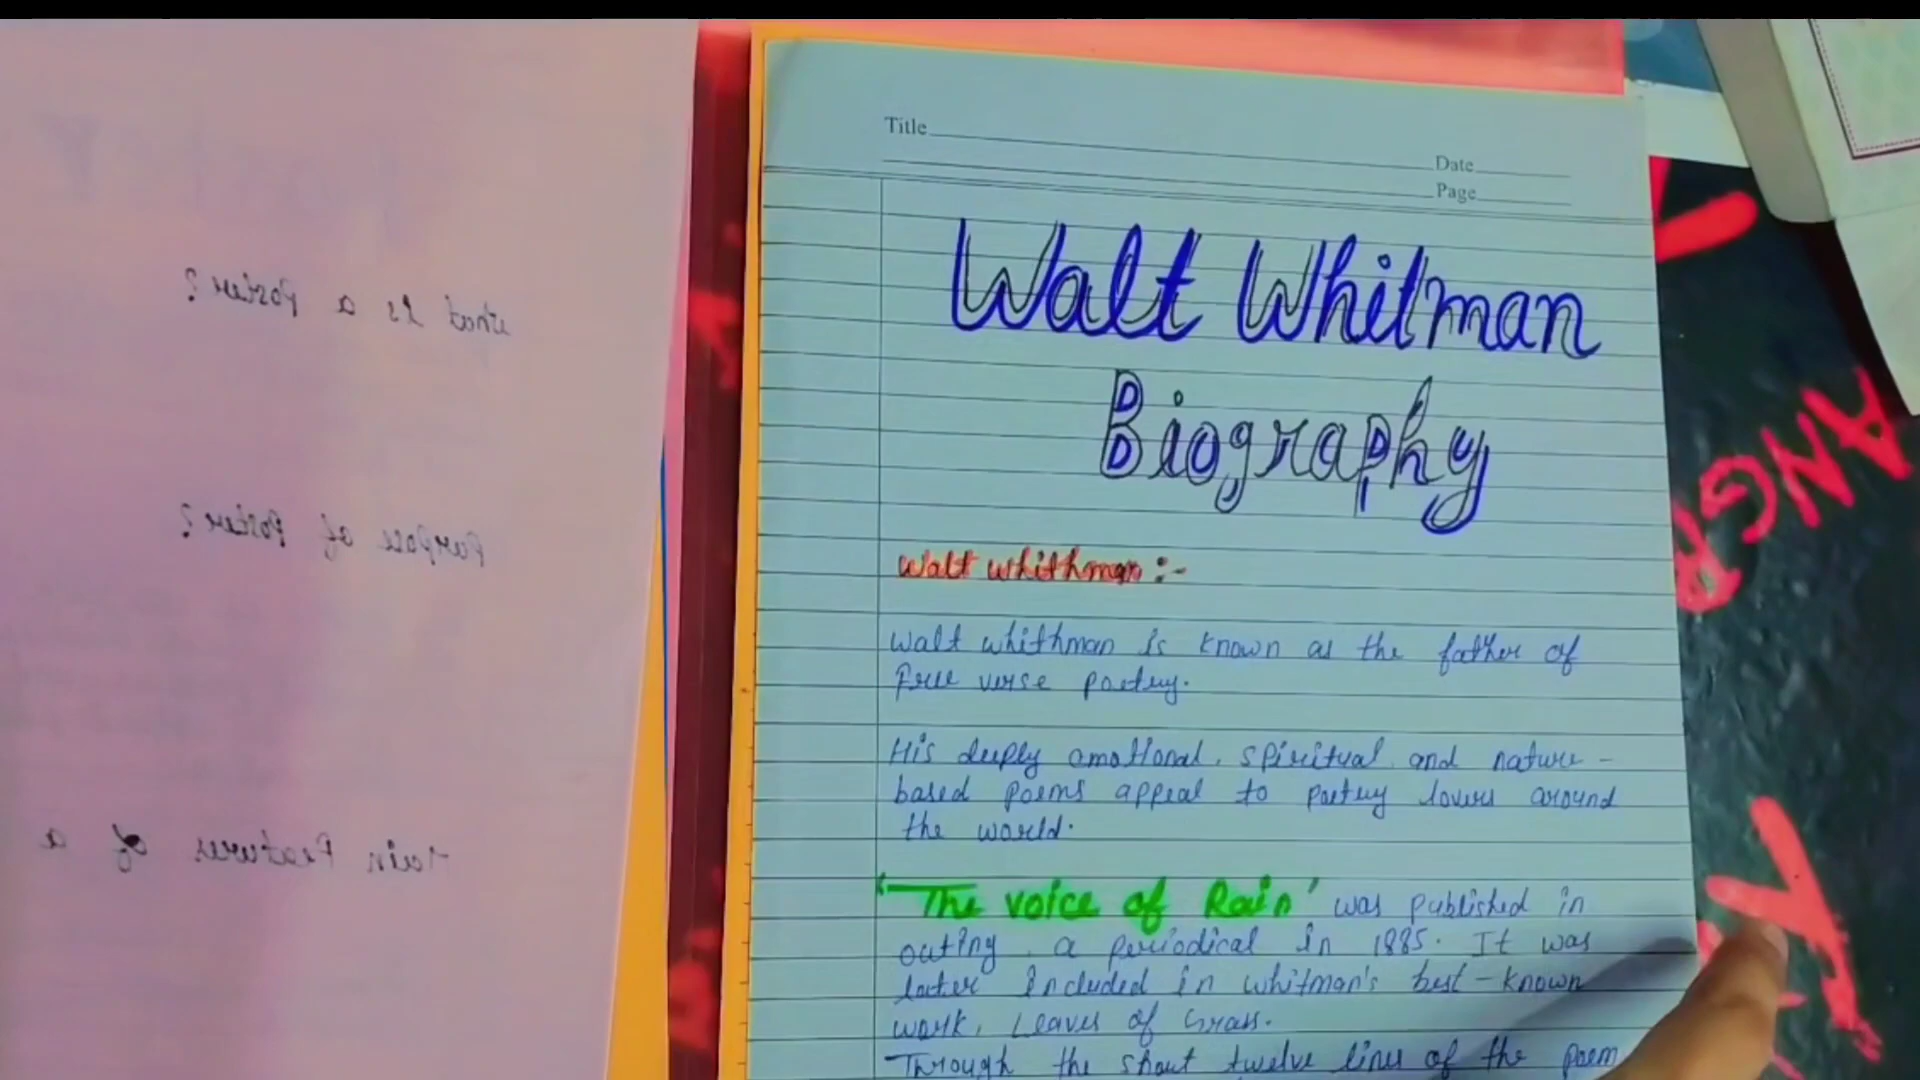 What is a Poster?
Purpose of Poster?
Main Features of a
Title
Date
Page
Walt Whitman
Biography
Walt Whithman :-
Walt whithman is known as the father of
free verse poetry.
His deeply emotional, spiritual and nature-
based poems appeal to poetry lovers around
the world.
'The voice of Rain' was published in
outing, a periodical in 1885. It was
later included in whitman's best-known
work, Leaves of Grass.
Through the short twelve lines of the poem
ANGR